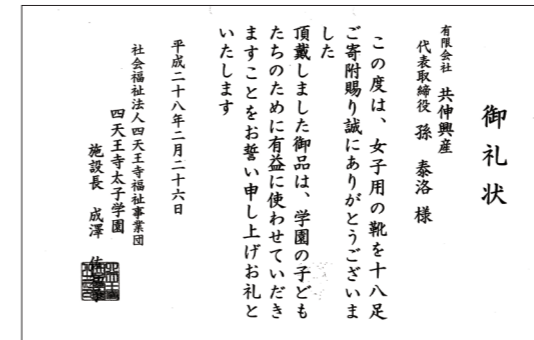 御礼状
有限会社 共伸興産
代表取締役 孫 泰洛 様
この度は、女子用の靴を十八足
ご寄附賜り誠にありがとうございま
した
頂戴しました御品は、学園の子ども
たちのために有益に使わせていただき
ますことをお誓い申し上げお礼と
いたします
平成二十八年二月二十六日
社会福祉法人四天王寺福祉事業団
四天王寺太子学園
施設長 成澤